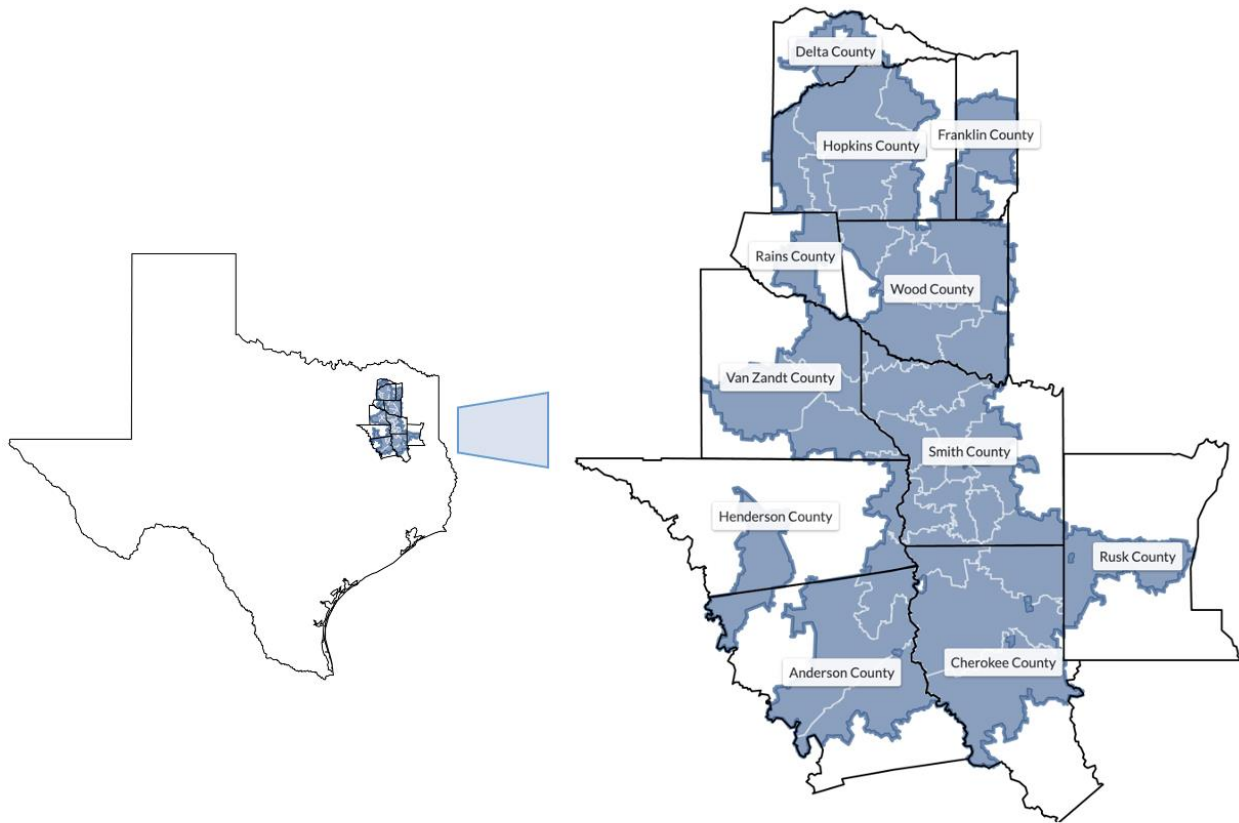 Delta County
Franklin County
Hopkins County
Rains County
Wood County
Van Zandt County
Smith County
Henderson County
Rusk County
Cherokee County
Anderson County